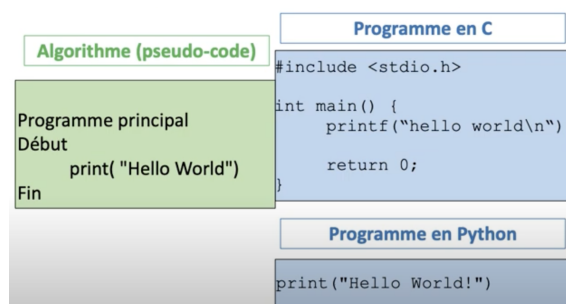 Algorithme (pseudo-code)
Programme principal
Début
print( "Hello World")
Fin
Programme en C
#include <stdio.h>
int main() {
printf(“hello world\n“)
return 0;
}
Programme en Python
print("Hello World!")